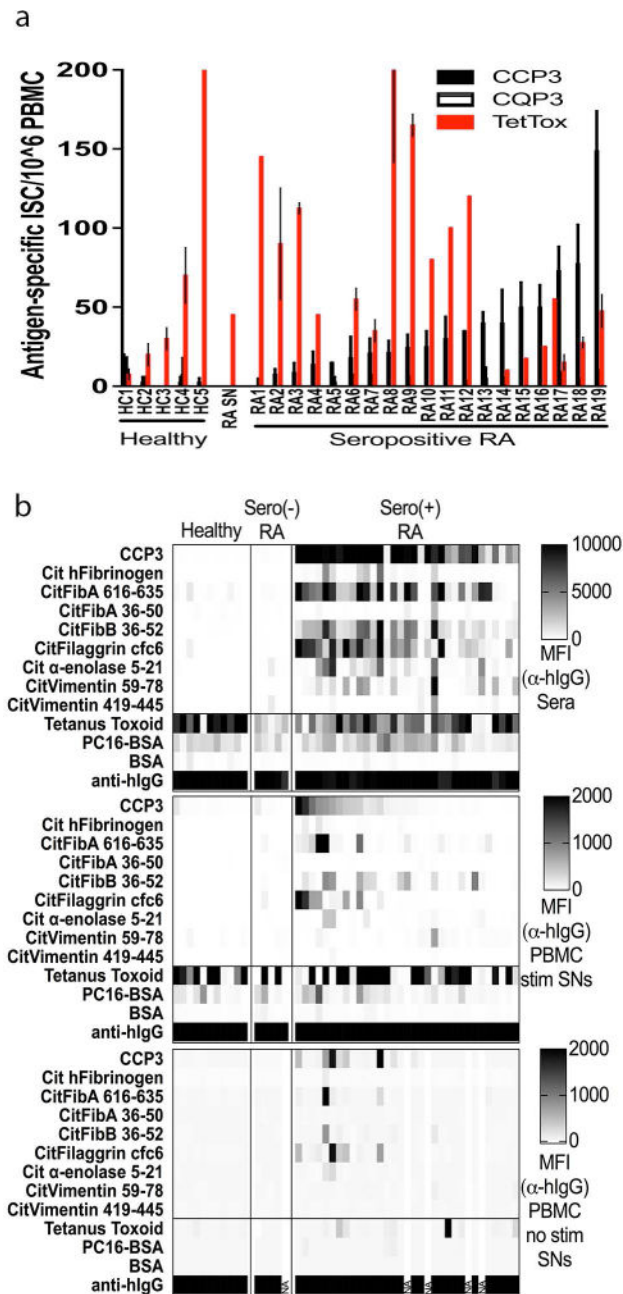 a
Antigen-specific ISC/10^6 PBMC
200
150
100
50
0
CCP3
CQP3
TetTox
HC1 HC2 HC3 HC4 HC5 RA SN RA1 RA2 RA3 RA4 RA5 RA6 RA7 RA8 RA9 RA10 RA11 RA12 RA13 RA14 RA15 RA16 RA17 RA18 RA19
Healthy Seropositive RA
b
Healthy Sero(-) RA Sero(+) RA
CCP3
Cit hFibrinogen
CitFibA 616-635
CitFibA 36-50
CitFibB 36-52
CitFilaggrin cfc6
Cit α-enolase 5-21
CitVimentin 59-78
CitVimentin 419-445
Tetanus Toxoid
PC16-BSA
BSA
anti-hIgG
10000
5000
0
MFI
(α-hIgG)
Sera
CCP3
Cit hFibrinogen
CitFibA 616-635
CitFibA 36-50
CitFibB 36-52
CitFilaggrin cfc6
Cit α-enolase 5-21
CitVimentin 59-78
CitVimentin 419-445
Tetanus Toxoid
PC16-BSA
BSA
anti-hIgG
2000
1000
0
MFI
(α-hIgG)
PBMC
stim SNs
CCP3
Cit hFibrinogen
CitFibA 616-635
CitFibA 36-50
CitFibB 36-52
CitFilaggrin cfc6
Cit α-enolase 5-21
CitVimentin 59-78
CitVimentin 419-445
Tetanus Toxoid
PC16-BSA
BSA
anti-hIgG
NA NA NA NA NA
2000
1000
0
MFI
(α-hIgG)
PBMC
no stim
SNs